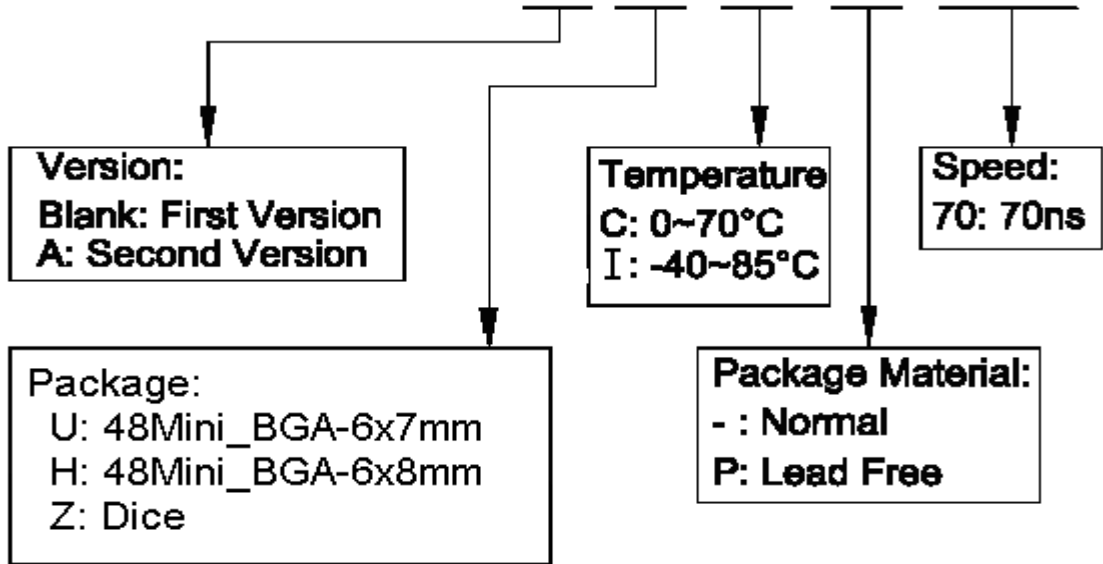 Version:
Blank: First Version
A: Second Version
Temperature
C: 0~70°C
I: -40~85°C
Speed:
70: 70ns
Package:
U: 48Mini_BGA-6x7mm
H: 48Mini_BGA-6x8mm
Z: Dice
Package Material:
- : Normal
P: Lead Free